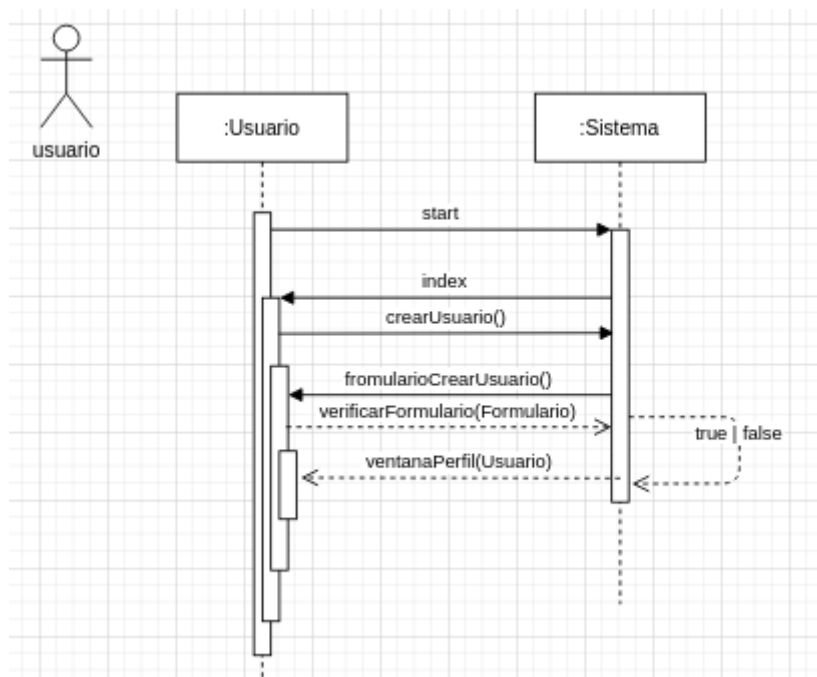 usuario
:Usuario
:Sistema
start
index
crearUsuario()
fromularioCrearUsuario()
verificarFormulario(Formulario)
true | false
ventanaPerfil(Usuario)